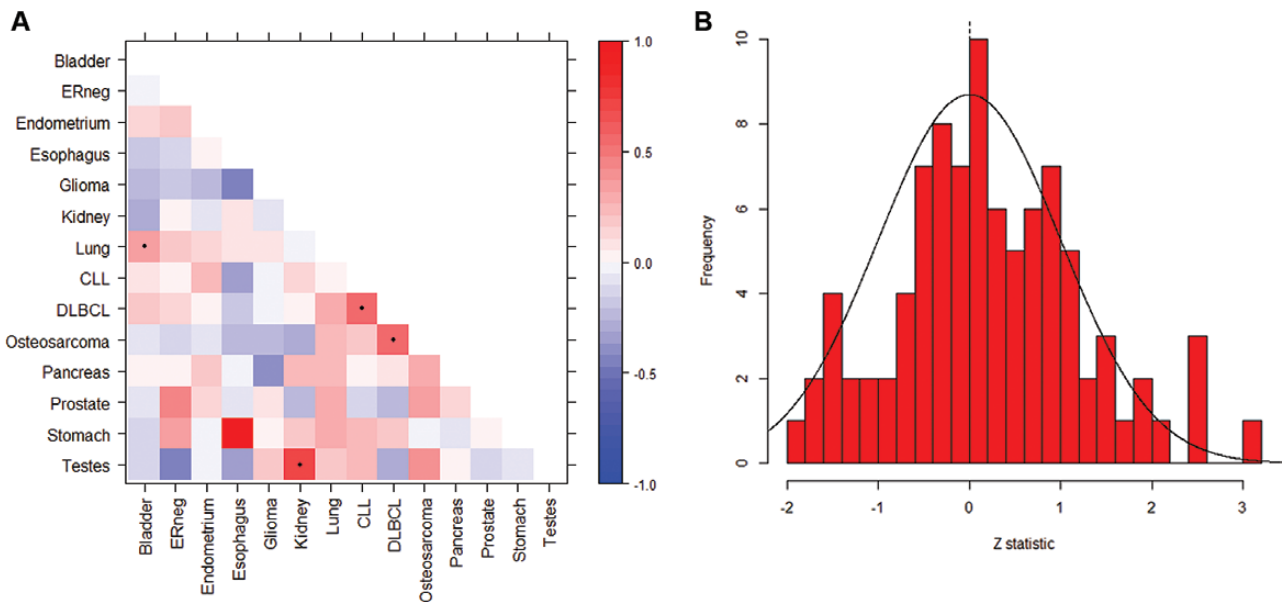 A
Bladder
ERneg
Endometrium
Esophagus
Glioma
Kidney
Lung
CLL
DLBCL
Osteosarcoma
Pancreas
Prostate
Stomach
Testes
Bladder
ERneg
Endometrium
Esophagus
Glioma
Kidney
Lung
CLL
DLBCL
Osteosarcoma
Pancreas
Prostate
Stomach
Testes
1.0
0.5
0.0
-0.5
-1.0
B
Frequency
10
8
6
4
2
0
-2 -1 0 1 2 3
Z statistic